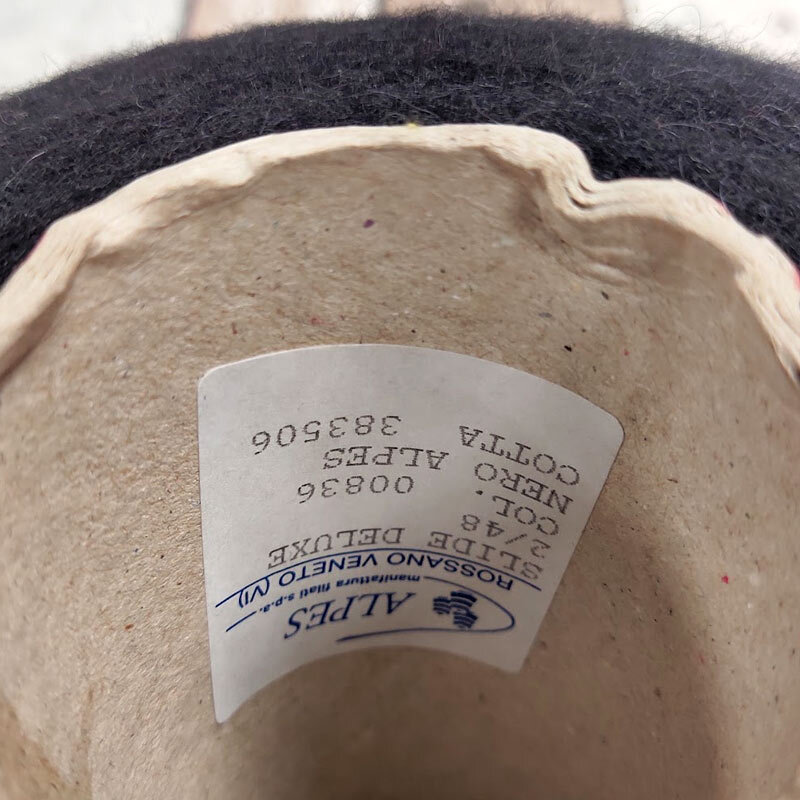 ALPES
manifattura filati s.p.a.
ROSSANO VENETO (VI)
SLIDE DELUXE
2/48
COL. 00836
NERO ALPES
COTTA 383506